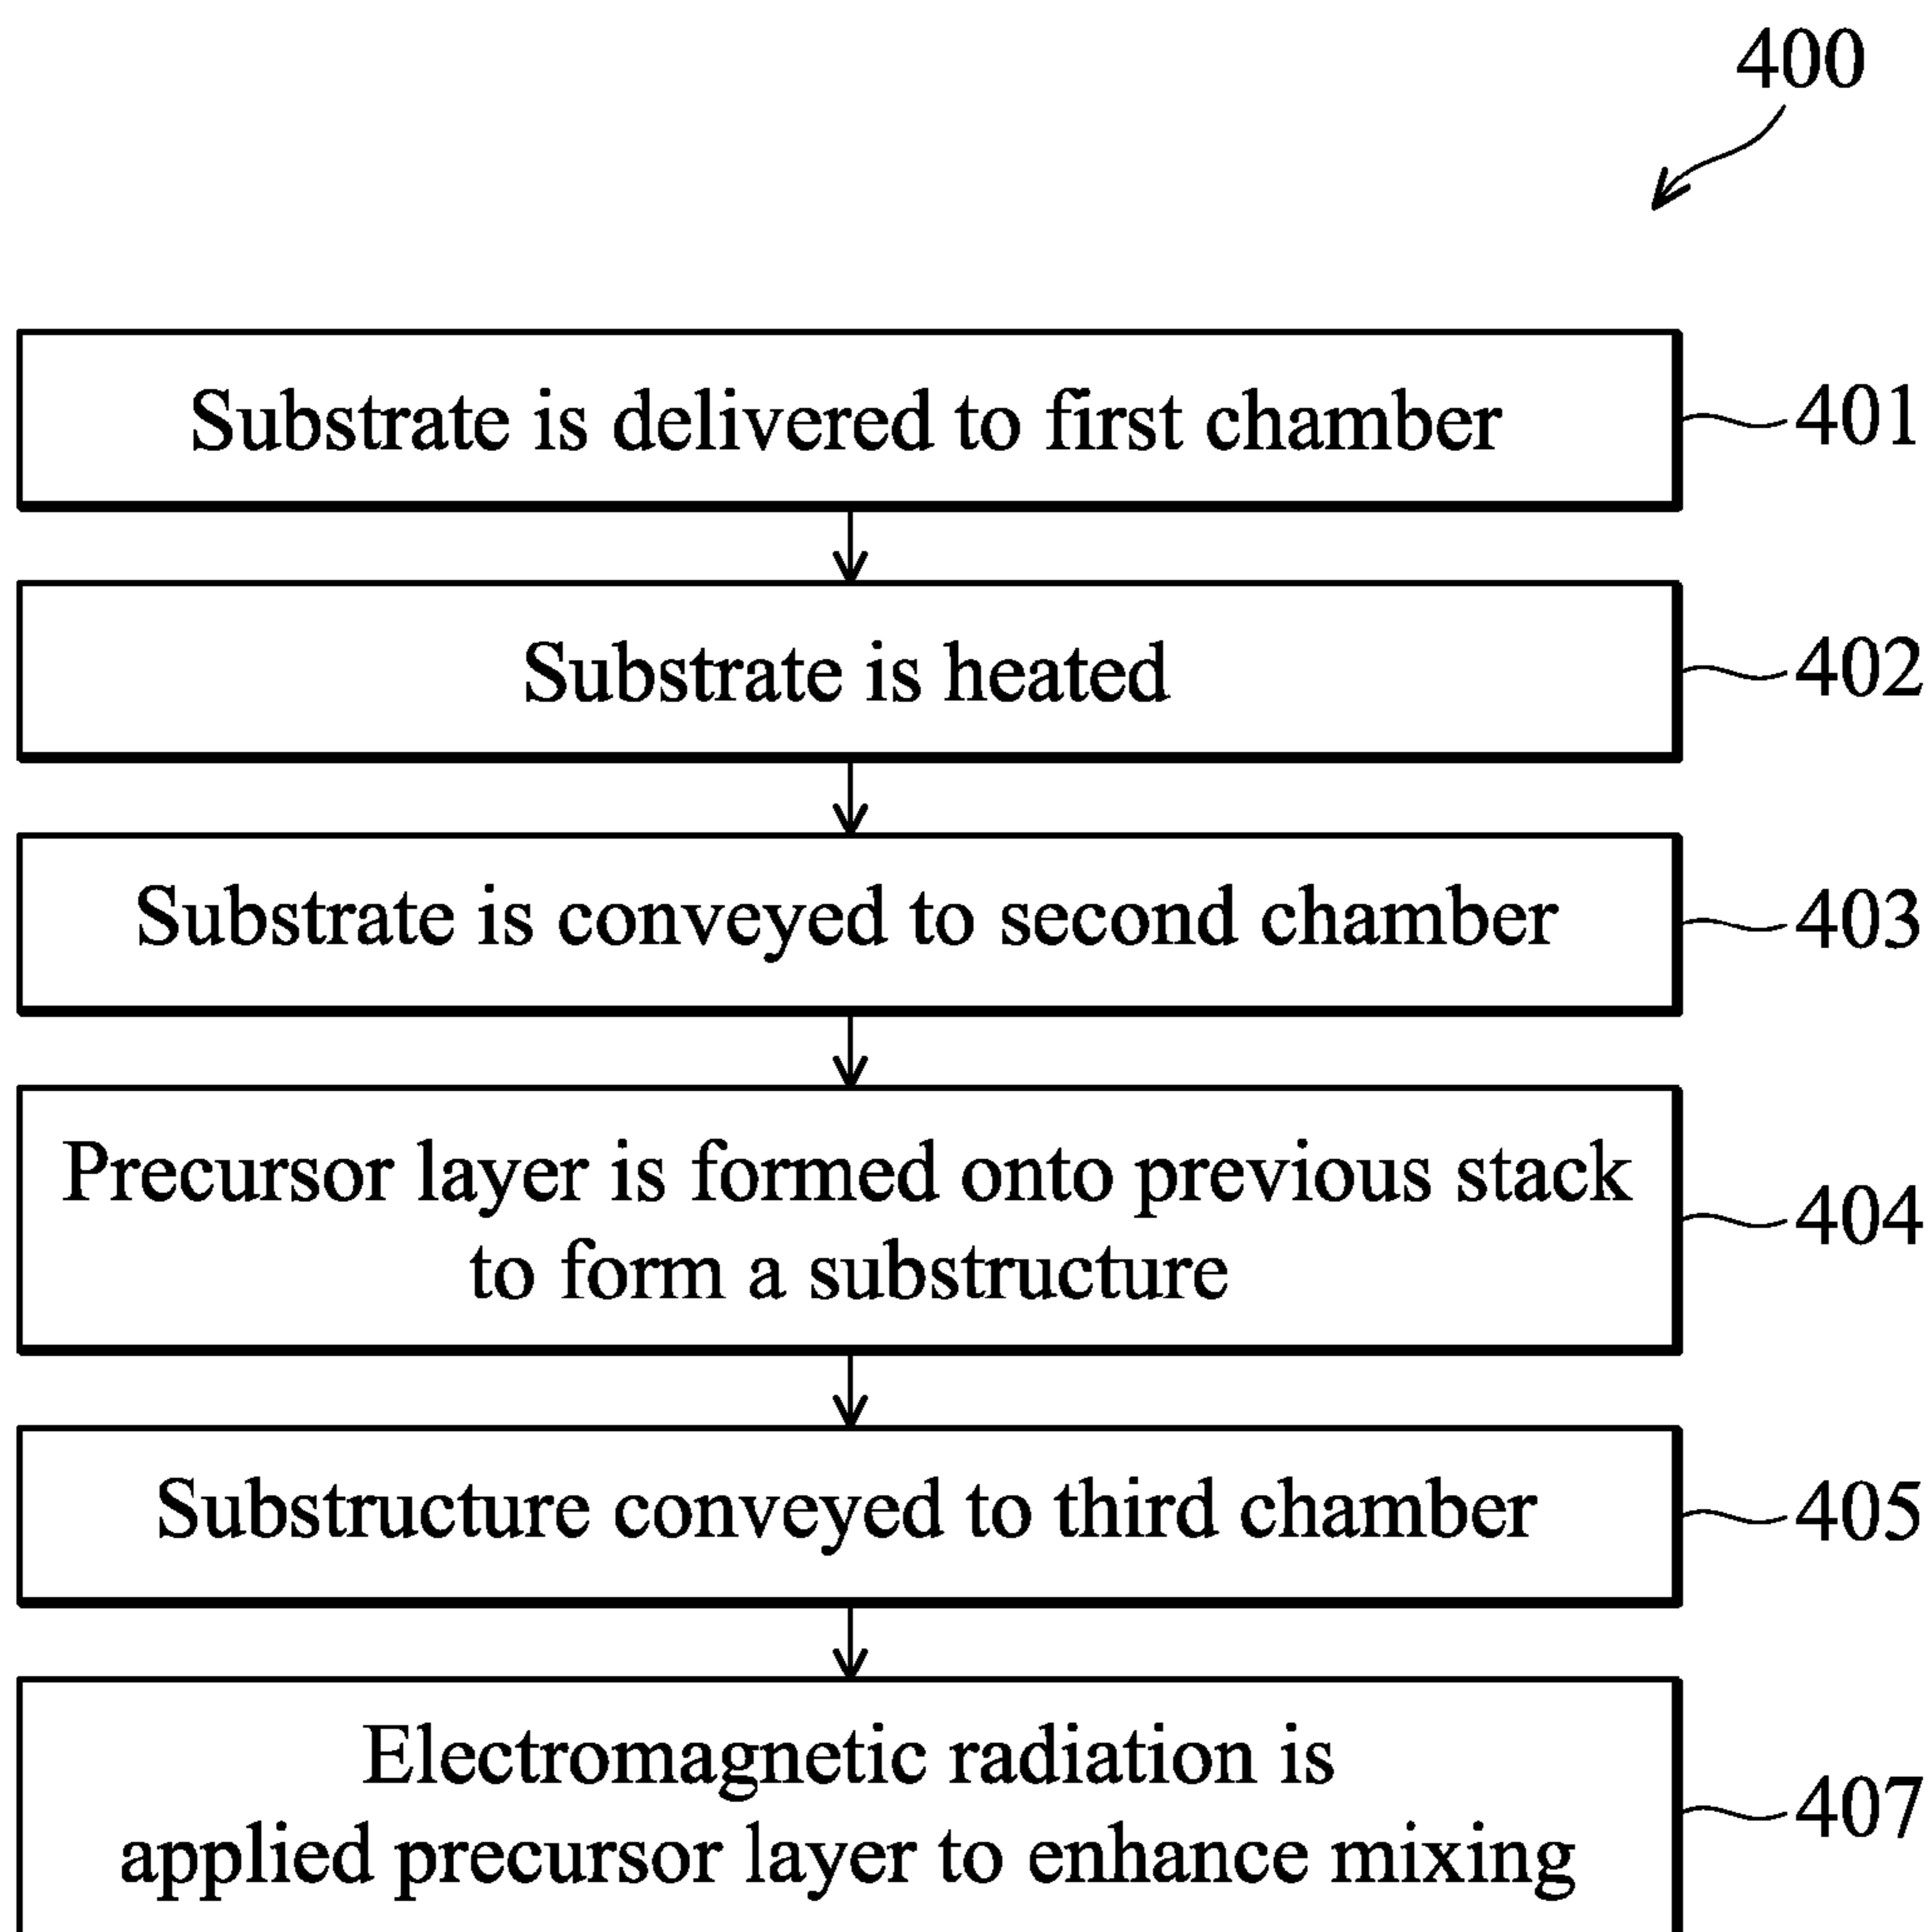 400
Substrate is delivered to first chamber
401
Substrate is heated
402
Substrate is conveyed to second chamber
403
Precursor layer is formed onto previous stack
to form a substructure
404
Substructure conveyed to third chamber
405
Electromagnetic radiation is
applied precursor layer to enhance mixing
407